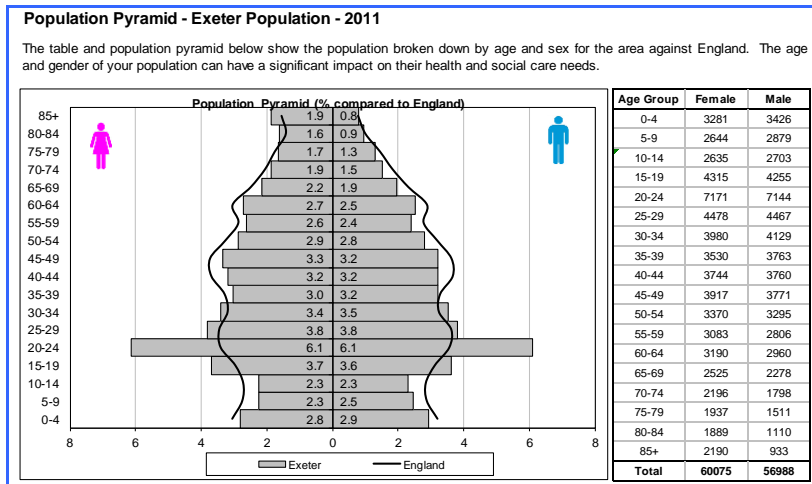 Population Pyramid - Exeter Population - 2011
The table and population pyramid below show the population broken down by age and sex for the area against England. The age
and gender of your population can have a significant impact on their health and social care needs.
Population Pyramid (% compared to England)
85+ 1.9 0.8
80-84 1.6 0.9
75-79 1.7 1.3
70-74 1.9 1.5
65-69 2.2 1.9
60-64 2.7 2.5
55-59 2.6 2.4
50-54 2.9 2.8
45-49 3.3 3.2
40-44 3.2 3.2
35-39 3.0 3.2
30-34 3.4 3.5
25-29 3.8 3.8
20-24 6.1 6.1
15-19 3.7 3.6
10-14 2.3 2.3
5-9 2.3 2.5
0-4 2.8 2.9
8 6 4 2 0 2 4 6 8
Exeter England
Age Group Female Male
0-4 3281 3426
5-9 2644 2879
10-14 2635 2703
15-19 4315 4255
20-24 7171 7144
25-29 4478 4467
30-34 3980 4129
35-39 3530 3763
40-44 3744 3760
45-49 3917 3771
50-54 3370 3295
55-59 3083 2806
60-64 3190 2960
65-69 2525 2278
70-74 2196 1798
75-79 1937 1511
80-84 1889 1110
85+ 2190 933
Total 60075 56988